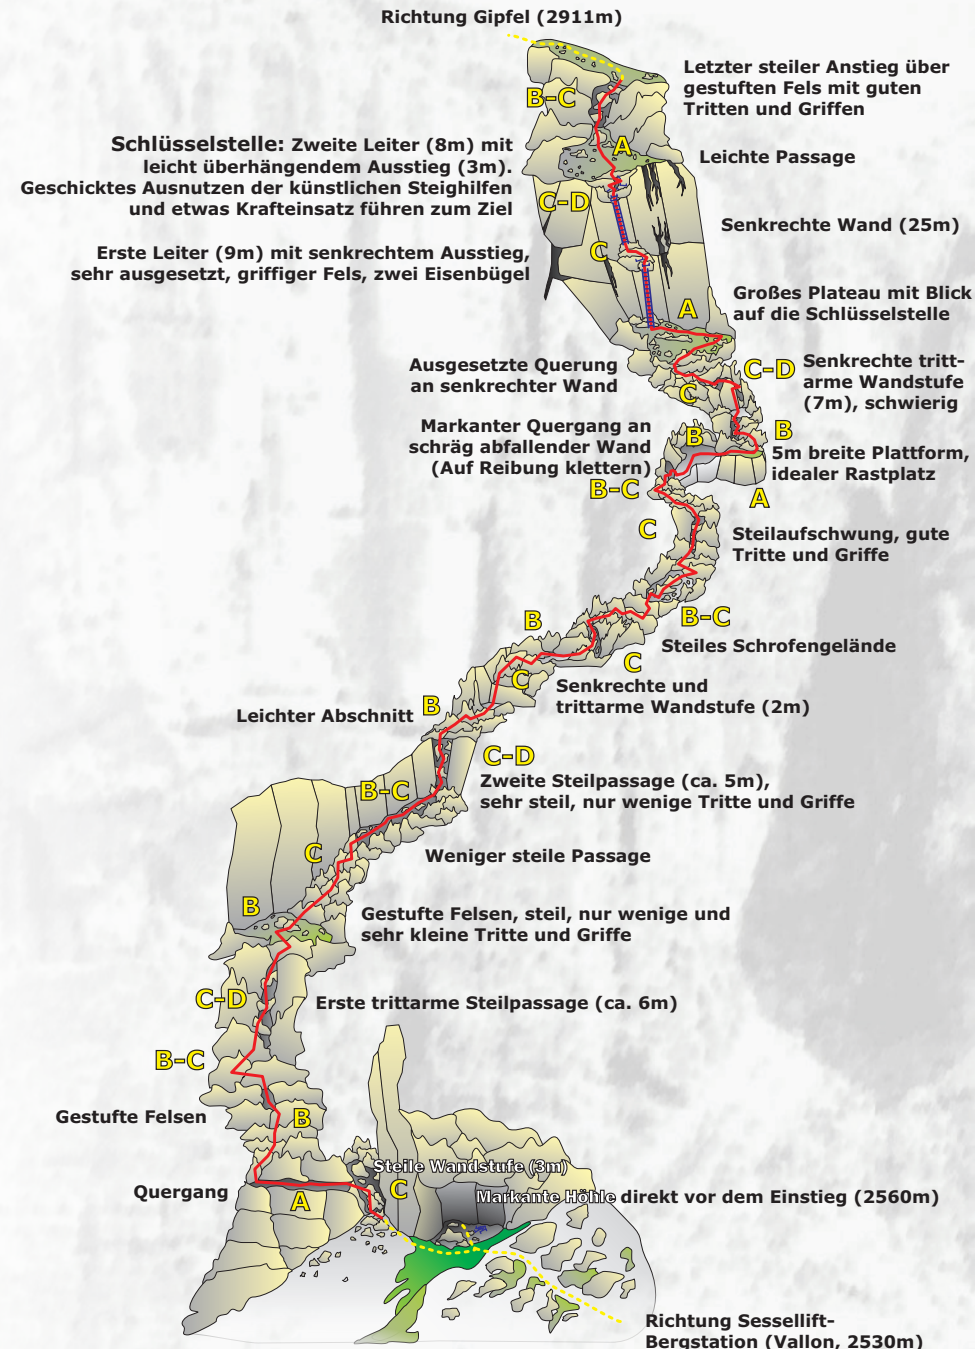 Richtung Gipfel (2911m)
Letzter steiler Anstieg über
gestuften Fels mit guten
Tritten und Griffen
B-C
A
Schlüsselstelle: Zweite Leiter (8m) mit
leicht überhängendem Ausstieg (3m).
Geschicktes Ausnutzen der künstlichen Steighilfen
und etwas Krafteinsatz führen zum Ziel
Leichte Passage
C-D
Senkrechte Wand (25m)
C
Erste Leiter (9m) mit senkrechtem Ausstieg,
sehr ausgesetzt, griffiger Fels, zwei Eisenbügel
Großes Plateau mit Blick
auf die Schlüsselstelle
A
Ausgesetzte Querung
an senkrechter Wand
C-D
Senkrechte tritt-
arme Wandstufe
(7m), schwierig
C
Markanter Quergang an
schräg abfallender Wand
(Auf Reibung klettern)
B
B
5m breite Plattform,
idealer Rastplatz
B-C
A
C
Steilaufschwung, gute
Tritte und Griffe
B
B-C
Steiles Schrofengelände
C
C
Senkrechte und
trittarme Wandstufe (2m)
B
Leichter Abschnitt
C-D
Zweite Steilpassage (ca. 5m),
sehr steil, nur wenige Tritte und Griffe
B-C
C
Weniger steile Passage
B
Gestufte Felsen, steil, nur wenige und
sehr kleine Tritte und Griffe
C-D
Erste trittarme Steilpassage (ca. 6m)
B-C
Gestufte Felsen
B
Steile Wandstufe (3m)
Quergang
A
C
Markante Höhle direkt vor dem Einstieg (2560m)
Richtung Sessellift-
Bergstation (Vallon, 2530m)